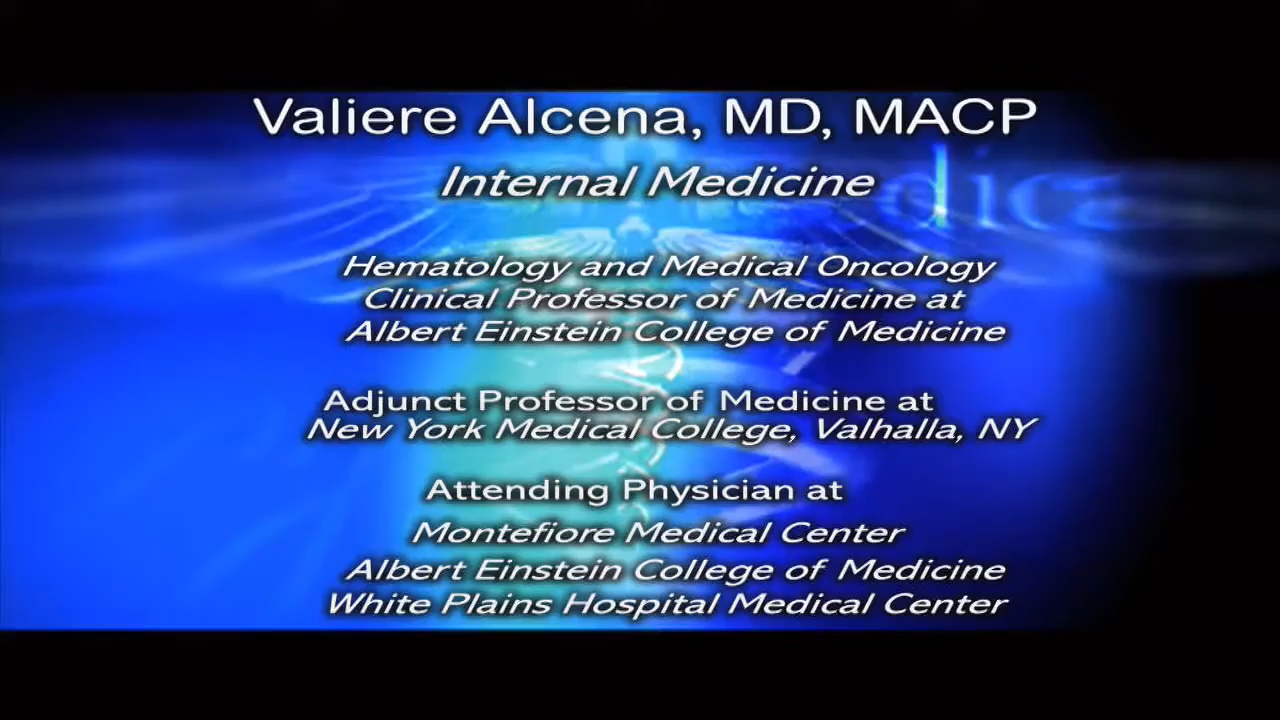 Valiere Alcena, MD, MACP
Internal Medicine
Hematology and Medical Oncology
Clinical Professor of Medicine at
Albert Einstein College of Medicine
Adjunct Professor of Medicine at
New York Medical College, Valhalla, NY
Attending Physician at
Montefiore Medical Center
Albert Einstein College of Medicine
White Plains Hospital Medical Center